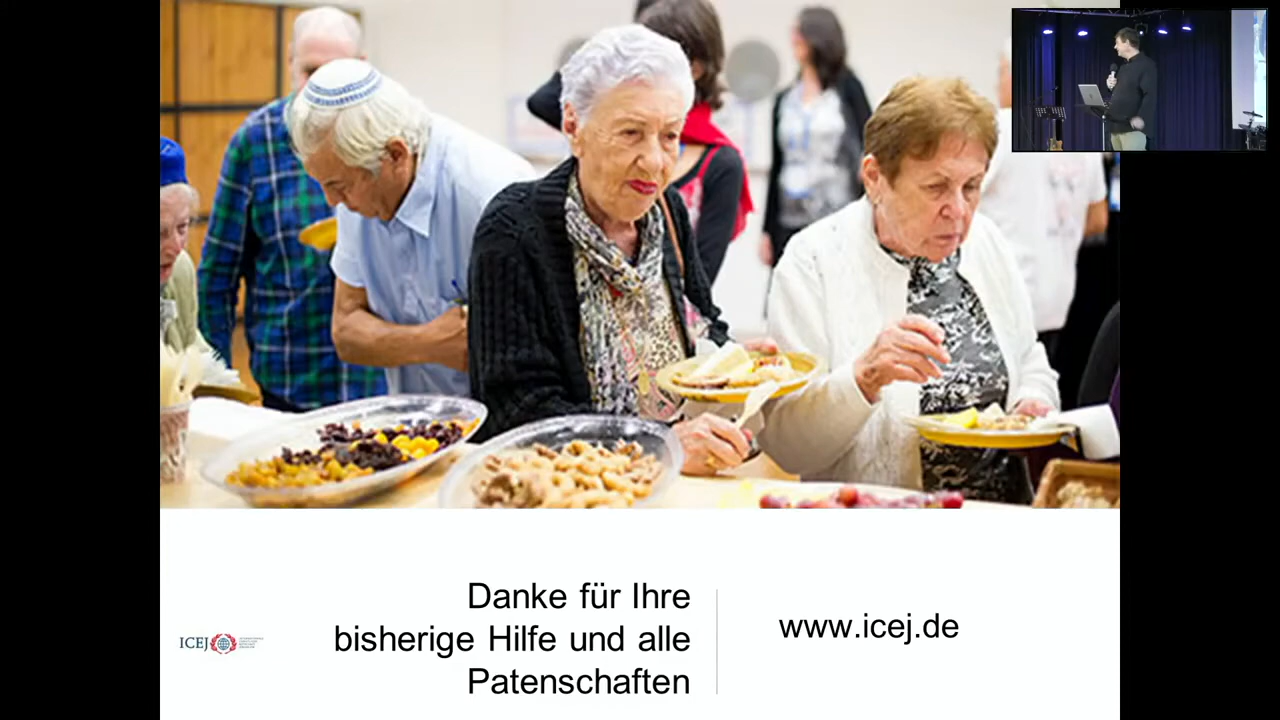 Danke für Ihre
bisherige Hilfe und alle
Patenschaften
www.icej.de
ICEJ